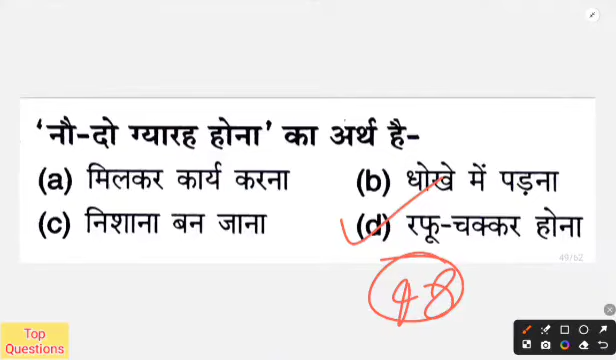 'नौ-दो ग्यारह होना' का अर्थ है-
(a) मिलकर कार्य करना (b) धोखे में पड़ना
(c) निशाना बन जाना (d) रफू-चक्कर होना
49/62
48
Top
Questions